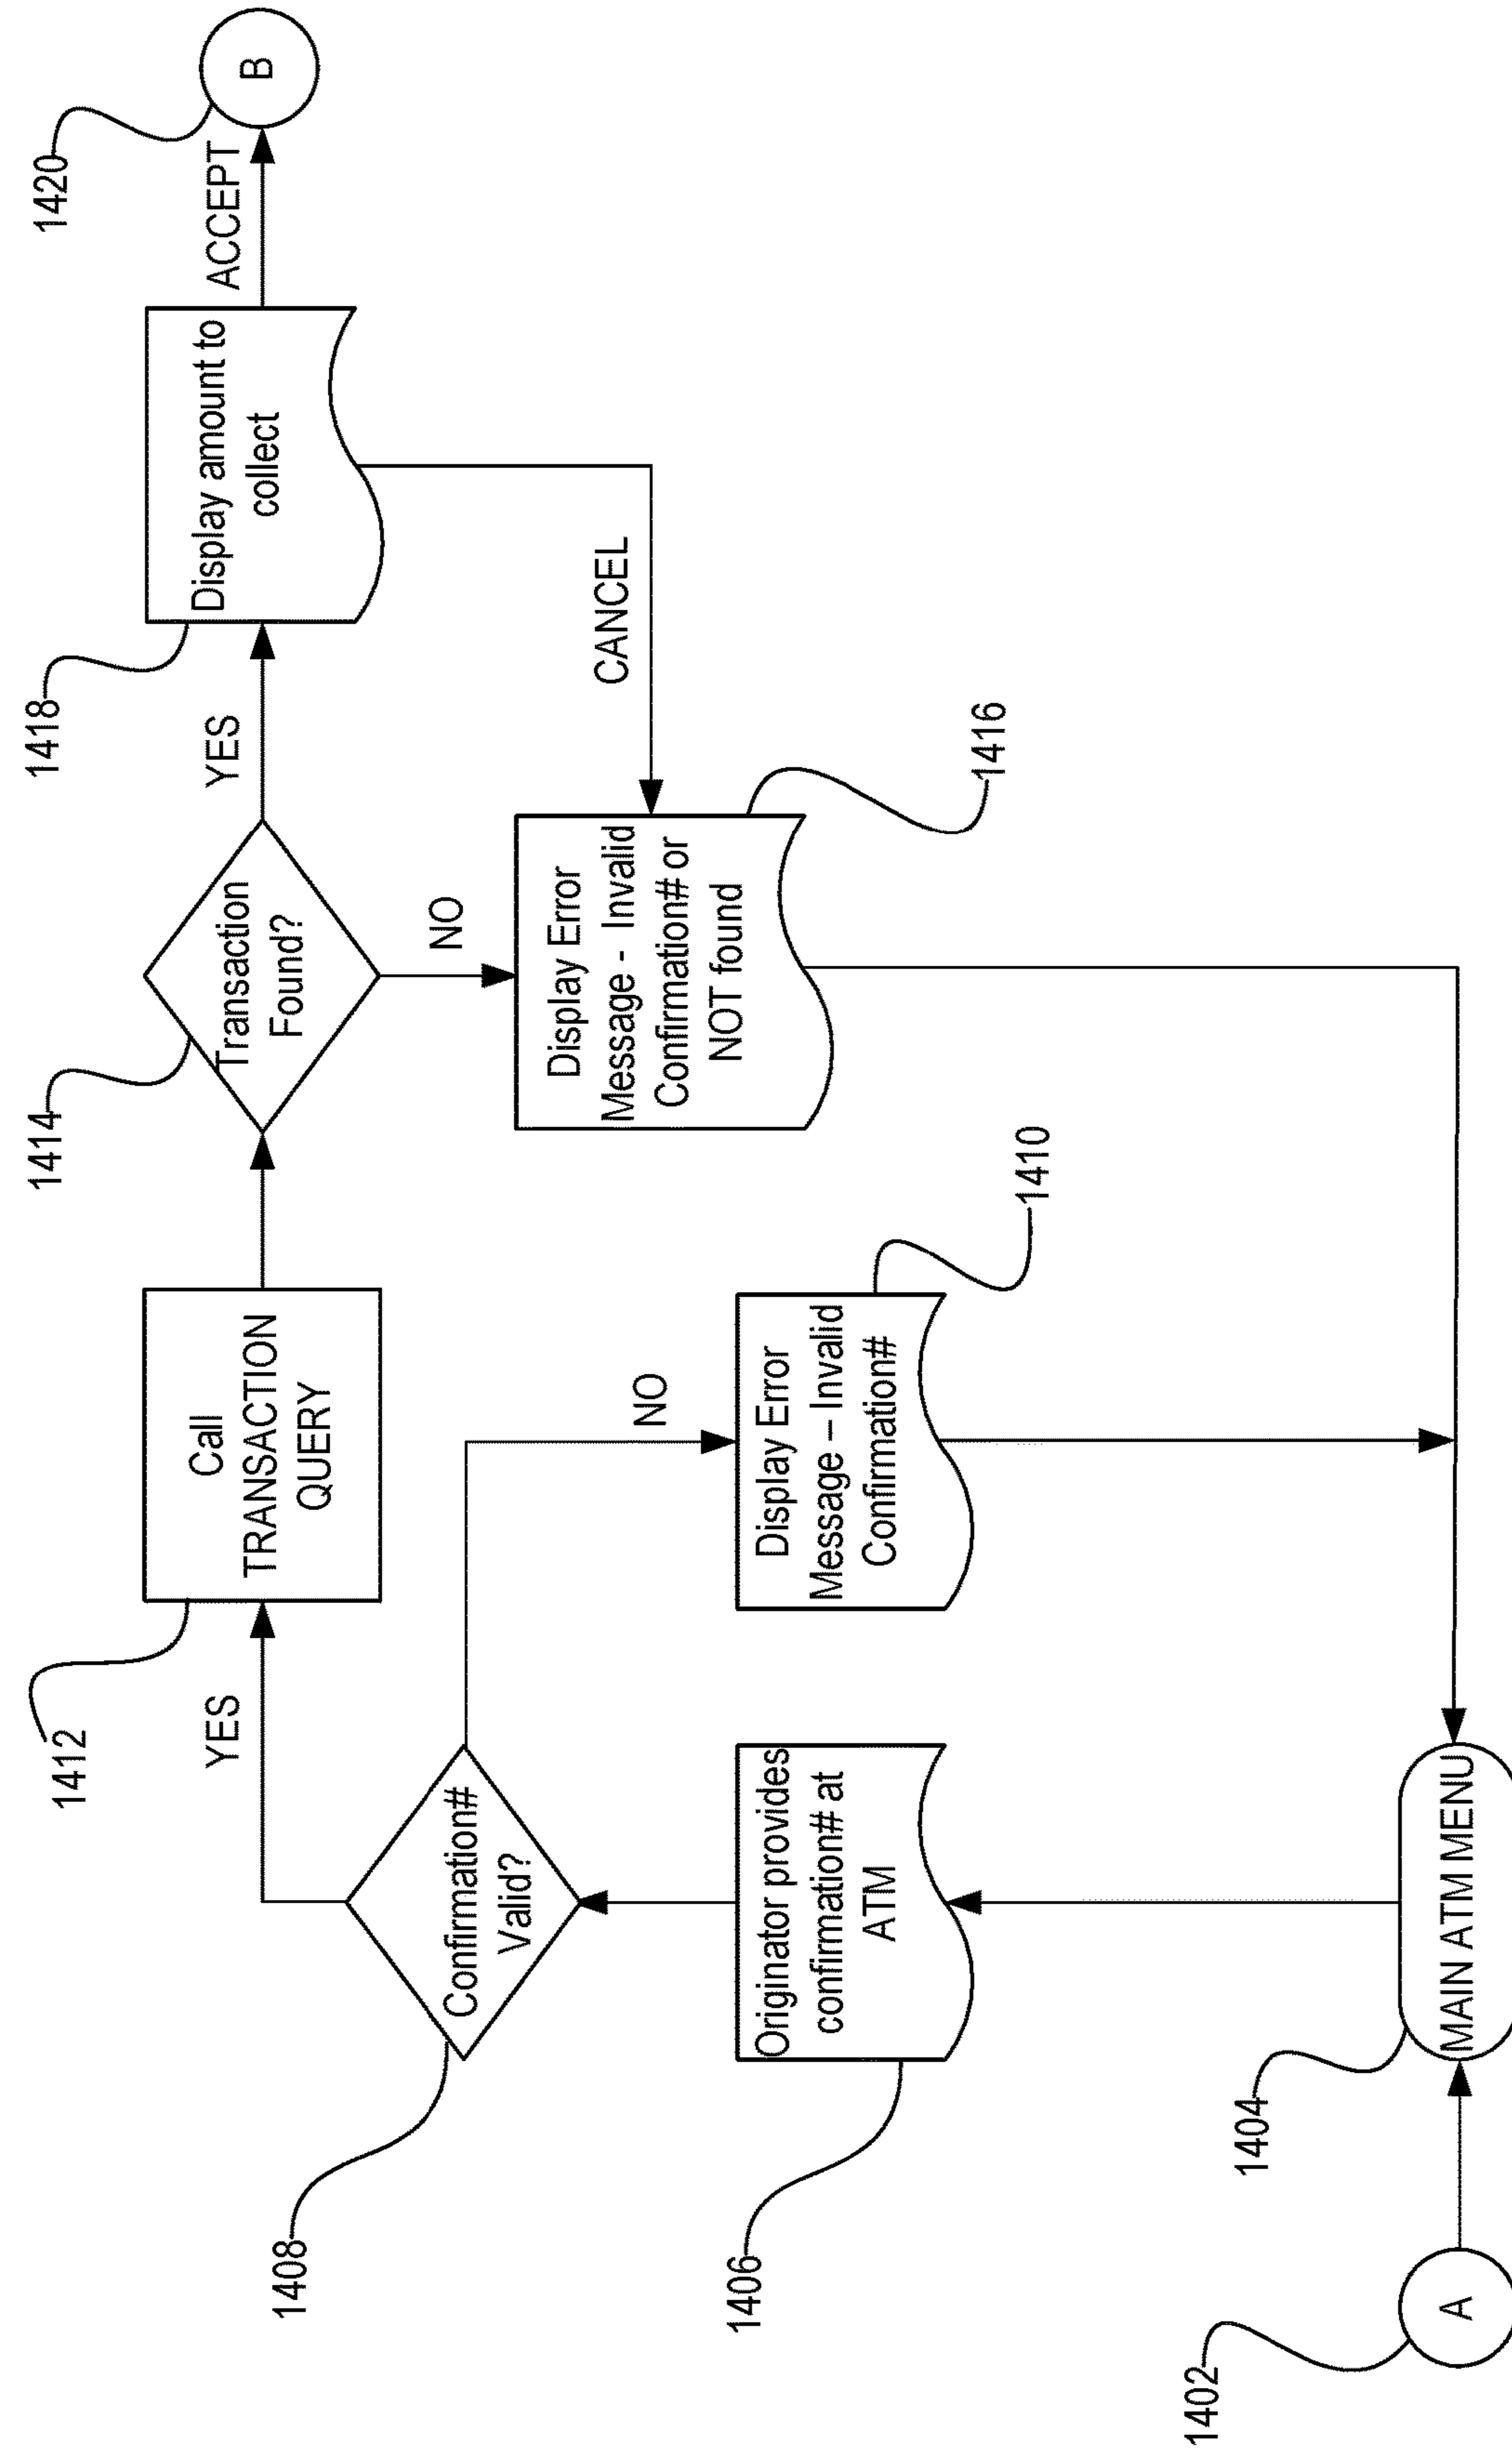 1402
A
1404
MAIN ATM MENU
1406
Originator provides
confirmation# at
ATM
1408
Confirmation#
Valid?
YES
NO
1410
Display Error
Message – Invalid
Confirmation#
1412
Call
TRANSACTION
QUERY
1414
Transaction
Found?
YES
NO
1416
Display Error
Message - Invalid
Confirmation# or
NOT found
1418
Display amount to
collect
CANCEL
ACCEPT
1420
B